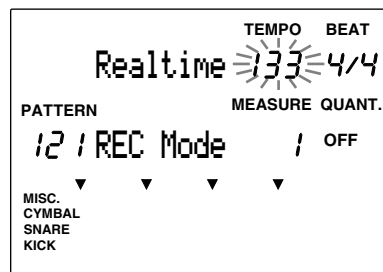 TEMPO BEAT
Realtime 133 4/4
PATTERN MEASURE QUANT.
121 REC Mode 1 OFF
MISC.
CYMBAL
SNARE
KICK